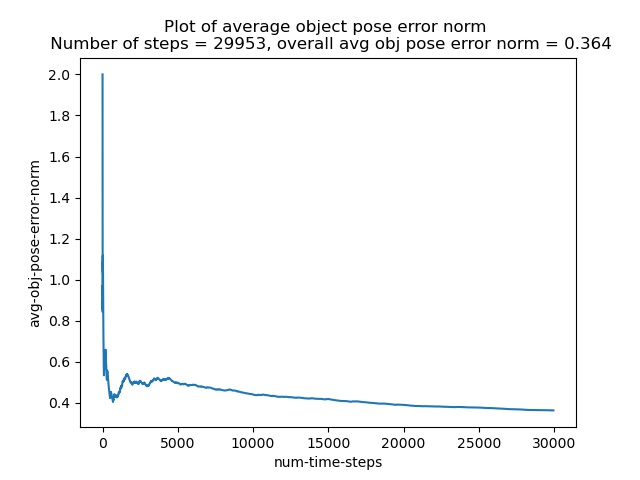 Plot of average object pose error norm
Number of steps = 29953, overall avg obj pose error norm = 0.364
2.0
1.8
1.6
1.4
1.2
1.0
0.8
0.6
0.4
avg-obj-pose-error-norm
0 5000 10000 15000 20000 25000 30000
num-time-steps